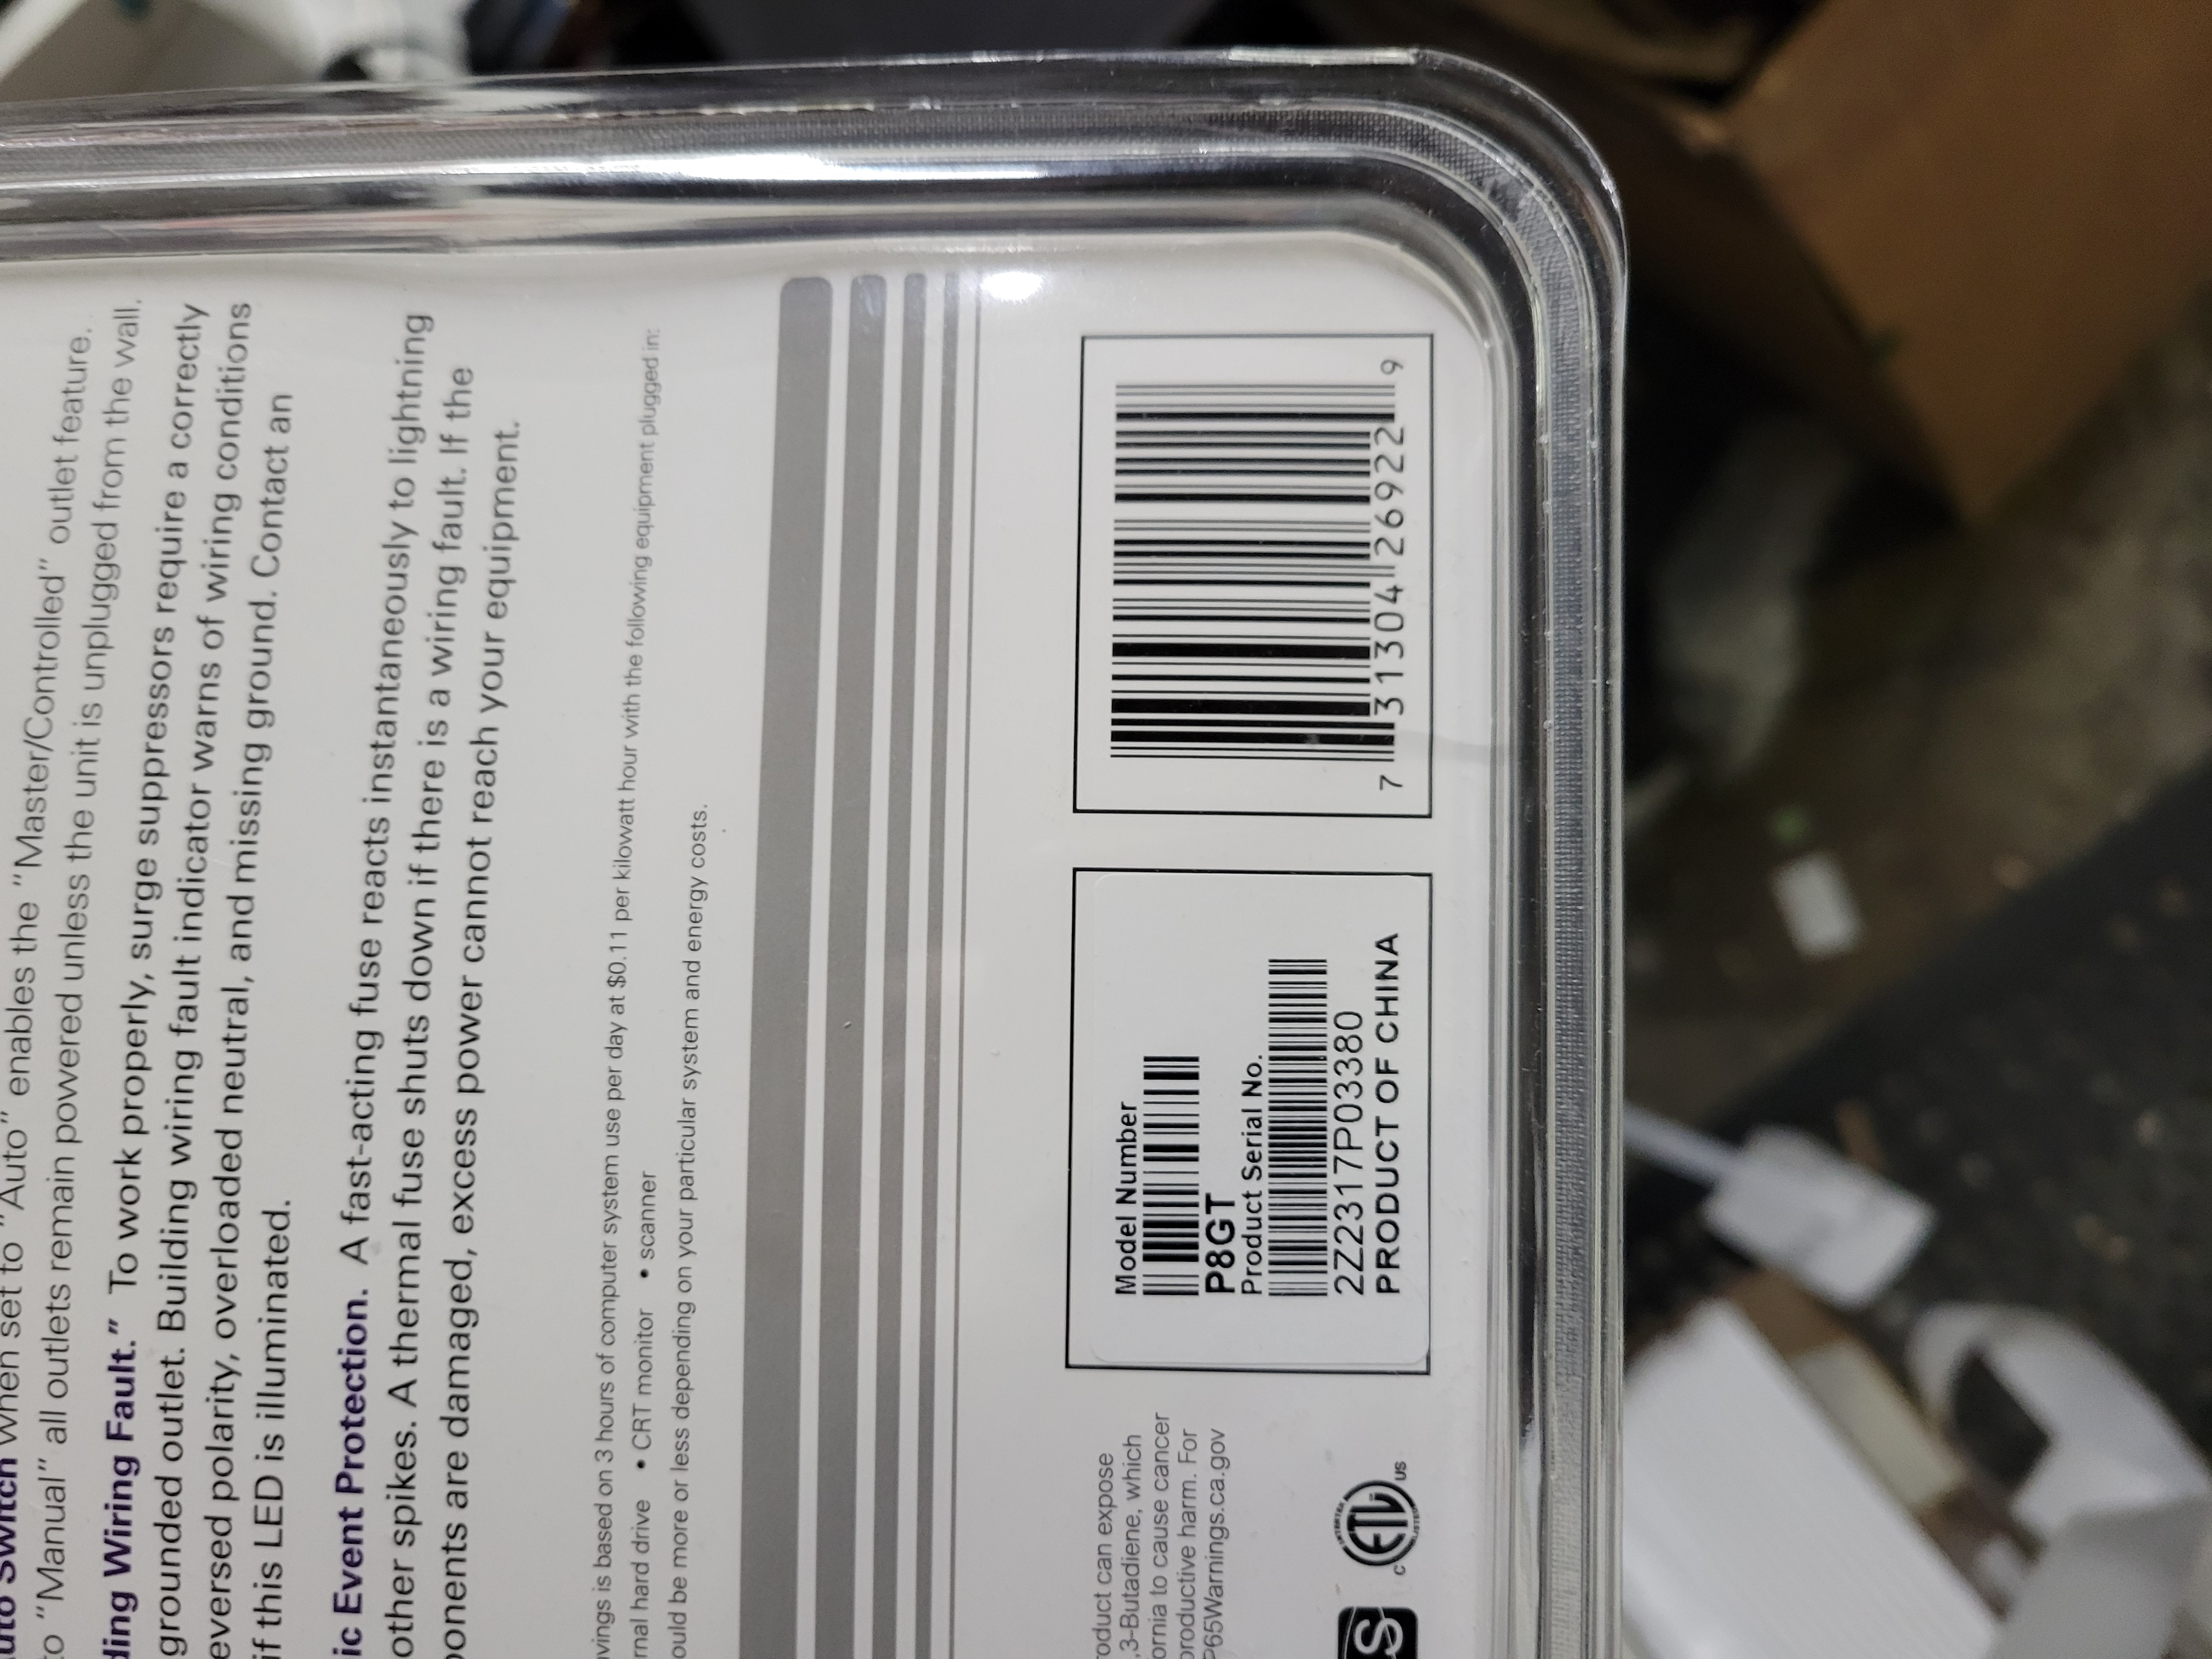 Auto Switch when set to "Auto" enables the "Master/Controlled" outlet feature.
to "Manual" all outlets remain powered unless the unit is unplugged from the wall.
Wiring Fault." To work properly, surge suppressors require a correctly
grounded outlet. Building wiring fault indicator warns of wiring conditions
eversed polarity, overloaded neutral, and missing ground. Contact an
if this LED is illuminated.
ic Event Protection. A fast-acting fuse reacts instantaneously to lightning
other spikes. A thermal fuse shuts down if there is a wiring fault. If the
onents are damaged, excess power cannot reach your equipment.
vings is based on 3 hours of computer system use per day at $0.11 per kilowatt hour with the following equipment plugged in:
rnal hard drive • CRT monitor • scanner
ould be more or less depending on your particular system and energy costs.
roduct can expose
,3-Butadiene, which
ornia to cause cancer
productive harm. For
P65Warnings.ca.gov
c ETL us
INTERTEK
LISTED
S
Model Number
P8GT
Product Serial No.
2Z2317P03380
PRODUCT OF CHINA
7 31304 26922 9